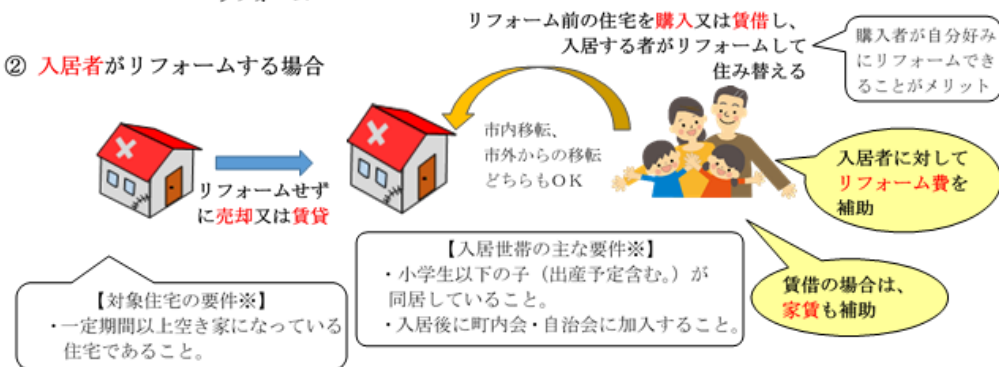 リフォーム前の住宅を購入又は賃借し、
入居する者がリフォームして
住み替える
購入者が自分好み
にリフォームでき
ることがメリット
② 入居者がリフォームする場合
市内移転、
市外からの移転
どちらもＯＫ
リフォームせず
に売却又は賃貸
入居者に対して
リフォーム費を
補助
【入居世帯の主な要件※】
・小学生以下の子（出産予定含む。）が
同居していること。
・入居後に町内会・自治会に加入すること。
賃借の場合は、
家賃も補助
【対象住宅の要件※】
・一定期間以上空き家になっている
住宅であること。